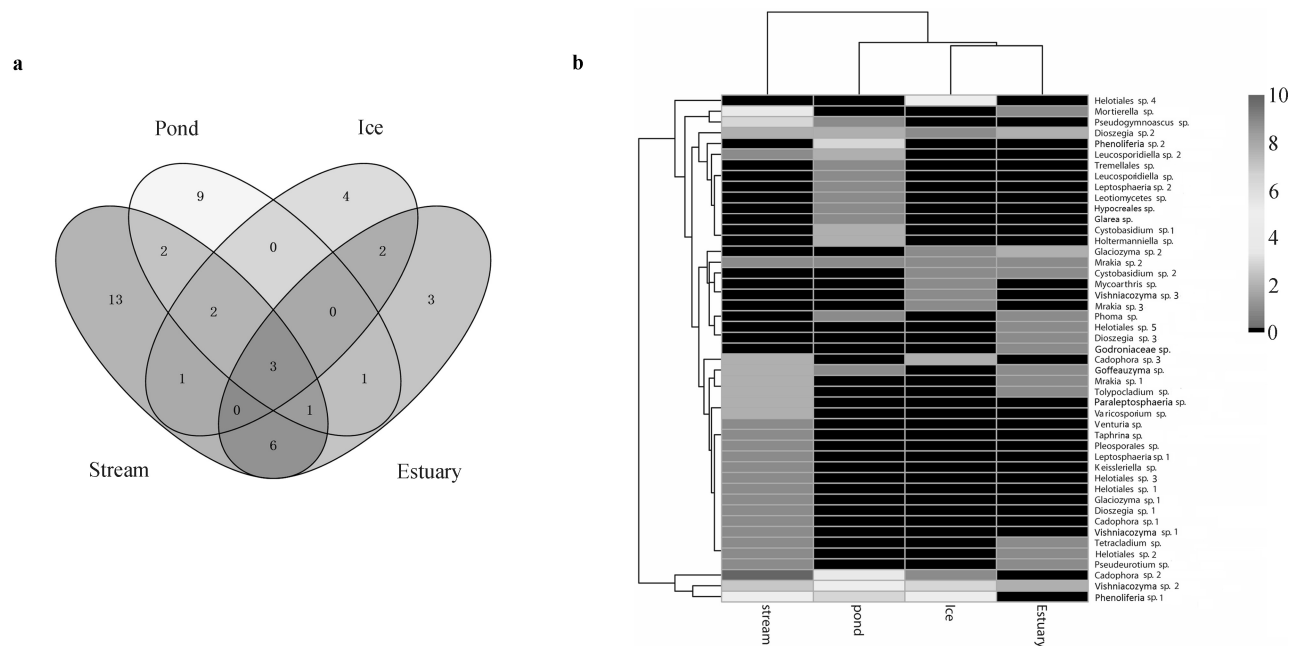 a
Pond
Ice
9
4
0
2
2
13
3
2
0
3
1
1
0
1
6
Stream
Estuary
b
Helotiales sp. 4
Mortierella sp.
Pseudogymnoascus sp.
Dioszegia sp.2
Phenoliferia sp.2
Leucosporidiella sp. 2
Tremellales sp.
Leucosporidiella sp.
Leptosphaeria sp. 2
Leotiomycetes sp.
Hypocreales sp.
Glarea sp.
Cystobasidium sp.1
Holtermanniella sp.
Glaciozyma sp. 2
Mrakia sp. 2
Cystobasidium sp. 2
Mycoarthris sp.
Vishniacozyma sp. 3
Mrakia sp. 3
Phoma sp.
Helotiales sp. 5
Dioszegia sp. 3
Godroniaceae sp.
Cadophora sp. 3
Goffeauzyma sp.
Mrakia sp. 1
Tolypocladium sp.
Paraleptosphaeria sp.
Varicosporium sp.
Venturia sp.
Taphrina sp.
Pleosporales sp.
Leptosphaeria sp. 1
Keissleriella sp.
Helotiales sp. 3
Helotiales sp. 1
Glaciozyma sp. 1
Dioszegia sp. 1
Cadophora sp. 1
Vishniacozyma sp. 1
Tetracladium sp.
Helotiales sp. 2
Pseudeurotium sp.
Cadophora sp. 2
Vishniacozyma sp. 2
Phenoliferia sp. 1
stream
pond
Ice
Estuary
10
8
6
4
2
0